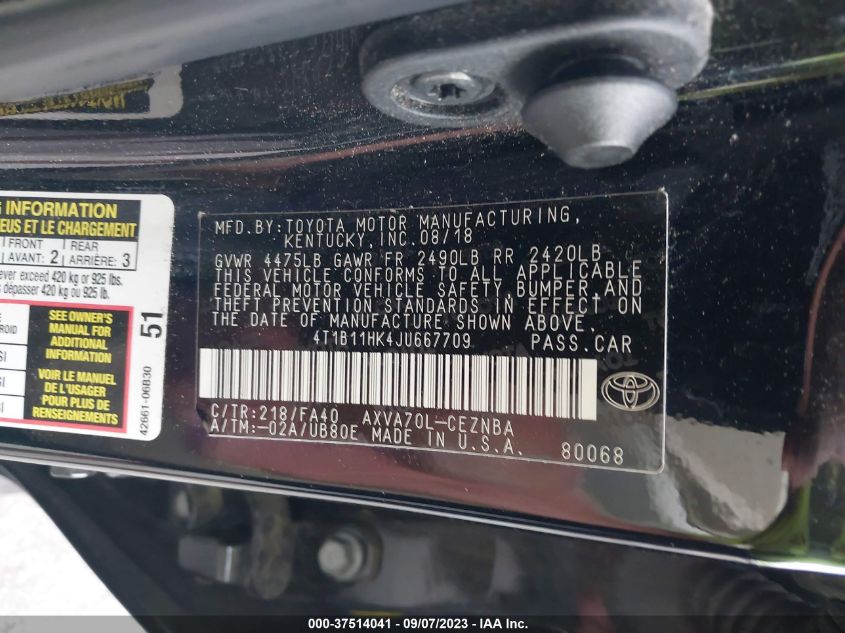 G INFORMATION
EUS ET LE CHARGEMENT
FRONT
AVANT: 2
REAR
ARRIÈRE: 3
ever exceed 420 kg or 925 lbs.
s dépasser 420 kg ou 925 lb.
SEE OWNER'S
MANUAL FOR
ADDITIONAL
INFORMATION
VOIR LE MANUEL
DE L'USAGER
POUR PLUS DE
RENSEIGNEMENTS
51
42661-06B30
MFD.BY:TOYOTA MOTOR MANUFACTURING,
KENTUCKY, INC. 08/18
GVWR 4475LB GAWR FR 2490LB RR 2420LB
THIS VEHICLE CONFORMS TO ALL APPLICABLE
FEDERAL MOTOR VEHICLE SAFETY, BUMPER, AND
THEFT PREVENTION STANDARDS IN EFFECT ON
THE DATE OF MANUFACTURE SHOWN ABOVE.
4T1B11HK4JU667709 PASS.CAR
C/TR:218/FA40 AXVA70L-CEZNBA
A/TM:-02A/UB80E MADE IN U.S.A. 80068
000-37514041 - 09/07/2023 - IAA Inc.